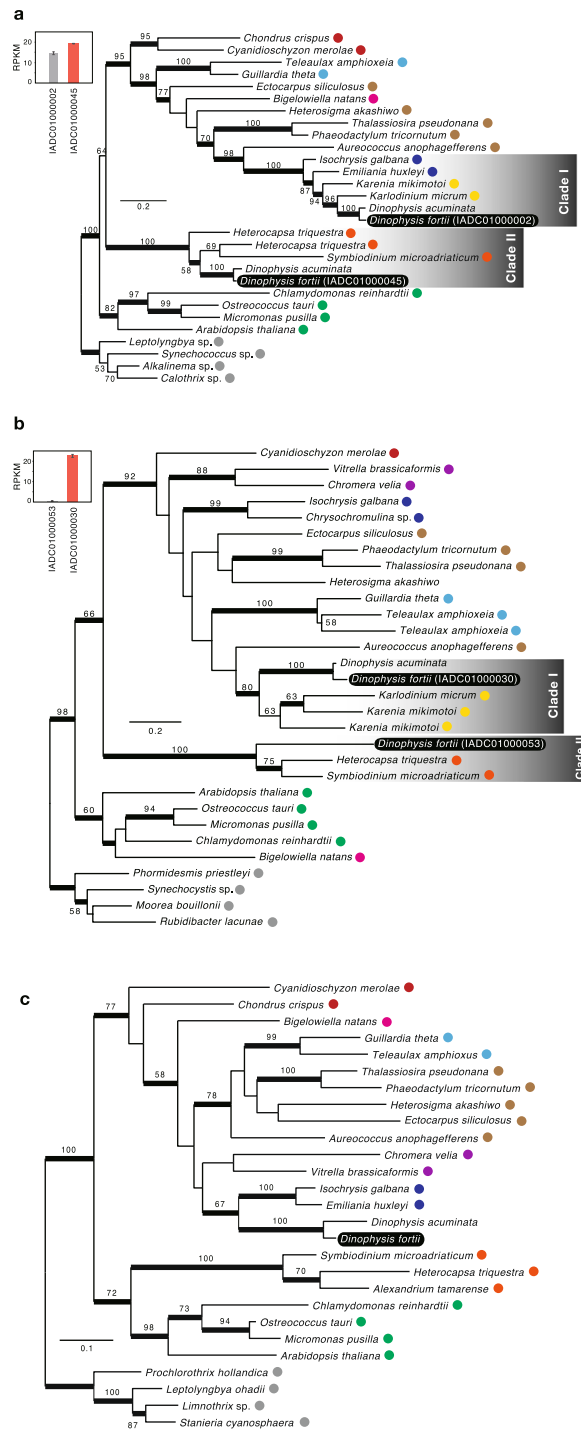 a
95
Chondrus crispus
Cyanidioschyzon merolae
RPKM
20
10
0
IADC01000002
IADC01000045
95
100
Teleaulax amphioxeia
98
Guillardia theta
77
Ectocarpus siliculosus
Bigelowiella natans
Heterosigma akashiwo
100
Thalassiosira pseudonana
70
Phaeodactylum tricornutum
98
Aureococcus anophagefferens
64
100
Isochrysis galbana
Emiliania huxleyi
87
Karenia mikimotoi
0.2
94
96
Karlodinium micrum
100
Dinophysis acuminata
Dinophysis fortii (IADC01000002)
Clade I
100
100
Heterocapsa triquestra
69
Heterocapsa triquestra
Symbiodinium microadriaticum
58
100
Dinophysis acuminata
Dinophysis fortii (IADC01000045)
Clade II
97
Chlamydomonas reinhardtii
99
Ostreococcus tauri
82
Micromonas pusilla
Arabidopsis thaliana
Leptolyngbya sp.
Synechococcus sp.
53
Alkalinema sp.
70
Calothrix sp.
b
RPKM
20
10
0
IADC01000053
IADC01000030
92
Cyanidioschyzon merolae
88
Vitrella brassicaformis
Chromera velia
99
Isochrysis galbana
Chrysochromulina sp.
Ectocarpus siliculosus
99
Phaeodactylum tricornutum
Thalassiosira pseudonana
Heterosigma akashiwo
100
Guillardia theta
Teleaulax amphioxeia
58
Teleaulax amphioxeia
66
Aureococcus anophagefferens
100
Dinophysis acuminata
80
Dinophysis fortii (IADC01000030)
63
Karlodinium micrum
63
Karenia mikimotoi
Karenia mikimotoi
Clade I
0.2
98
Dinophysis fortii (IADC01000053)
100
75
Heterocapsa triquestra
Symbiodinium microadriaticum
Clade II
60
Arabidopsis thaliana
94
Ostreococcus tauri
Micromonas pusilla
Chlamydomonas reinhardtii
Bigelowiella natans
Phormidesmis priestleyi
Synechocystis sp.
58
Moorea bouillonii
Rubidibacter lacunae
c
77
Cyanidioschyzon merolae
Chondrus crispus
Bigelowiella natans
58
99
Guillardia theta
Teleaulax amphioxus
100
Thalassiosira pseudonana
78
Phaeodactylum tricornutum
Heterosigma akashiwo
Ectocarpus siliculosus
Aureococcus anophagefferens
Chromera velia
100
Vitrella brassicaformis
100
Isochrysis galbana
67
Emiliania huxleyi
100
Dinophysis acuminata
Dinophysis fortii
100
Symbiodinium microadriaticum
70
Heterocapsa triquestra
72
Alexandrium tamarense
73
Chlamydomonas reinhardtii
98
94
Ostreococcus tauri
0.1
Micromonas pusilla
Arabidopsis thaliana
Prochlorothrix hollandica
100
Leptolyngbya ohadii
Limnothrix sp.
87
Stanieria cyanosphaera